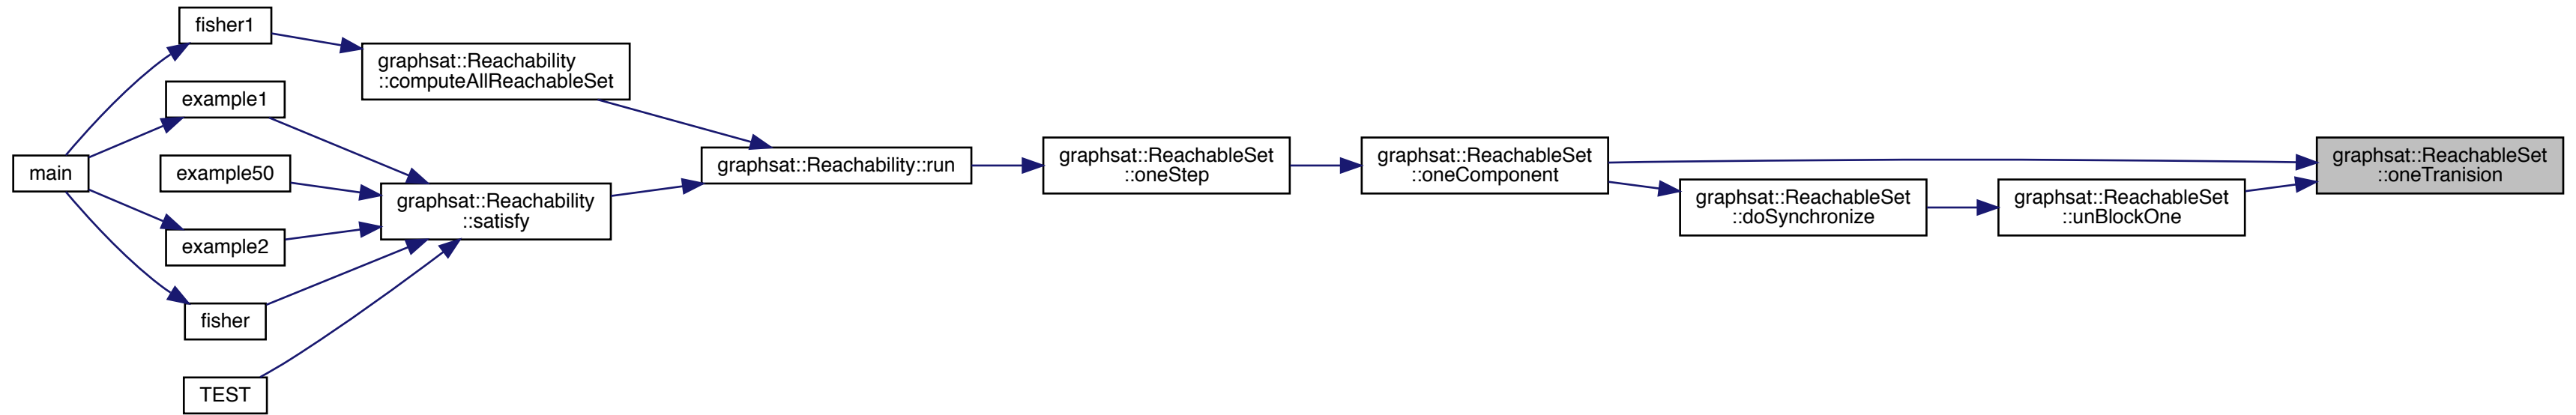 main
fisher1
example1
example50
example2
fisher
TEST
graphsat::Reachability
::computeAllReachableSet
graphsat::Reachability
::satisfy
graphsat::Reachability::run
graphsat::ReachableSet
::oneStep
graphsat::ReachableSet
::oneComponent
graphsat::ReachableSet
::doSynchronize
graphsat::ReachableSet
::unBlockOne
graphsat::ReachableSet
::oneTranision